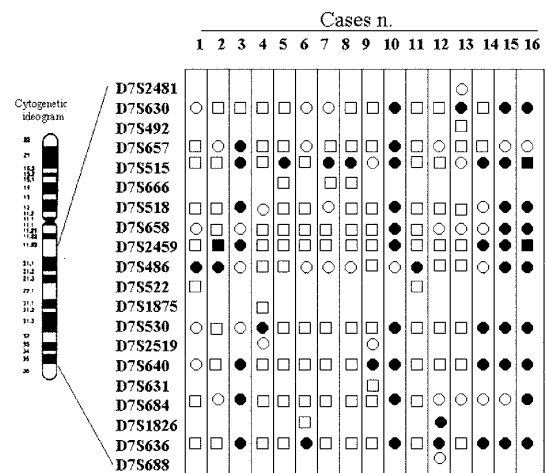 Cases n.
1 2 3 4 5 6 7 8 9 10 11 12 13 14 15 16
Cytogenetic
ideogram
D7S2481
D7S630
D7S492
D7S657
D7S515
D7S666
D7S518
D7S658
D7S2459
D7S486
D7S522
D7S1875
D7S530
D7S2519
D7S640
D7S631
D7S684
D7S1826
D7S636
D7S688